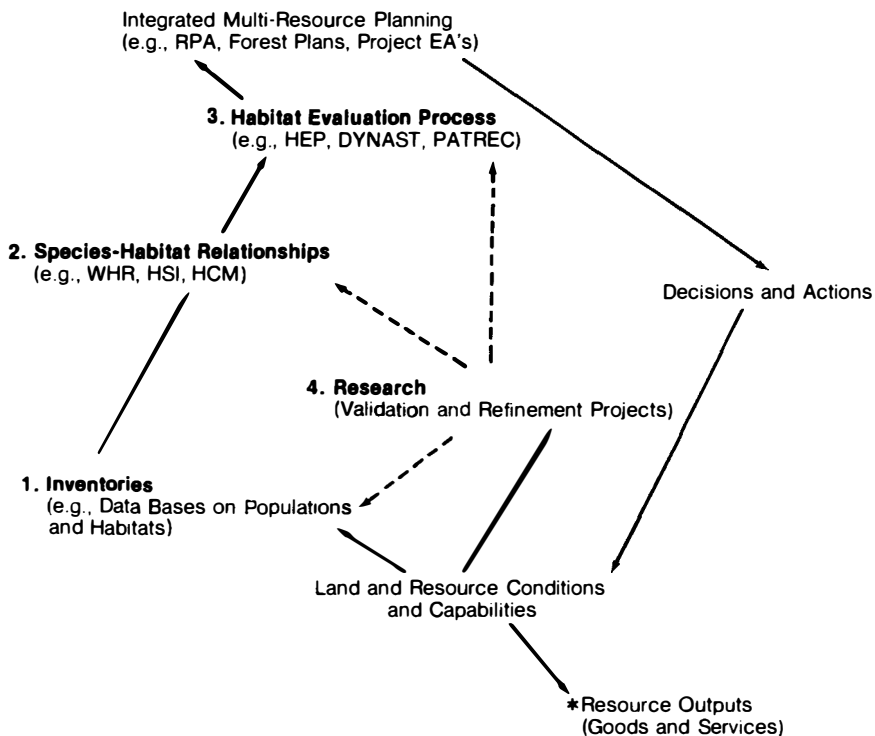 Integrated Multi-Resource Planning
(e.g., RPA, Forest Plans, Project EA's)
3. Habitat Evaluation Process
(e.g., HEP, DYNAST, PATREC)
2. Species-Habitat Relationships
(e.g., WHR, HSI, HCM)
Decisions and Actions
4. Research
(Validation and Refinement Projects)
1. Inventories
(e.g., Data Bases on Populations
and Habitats)
Land and Resource Conditions
and Capabilities
*Resource Outputs
(Goods and Services)